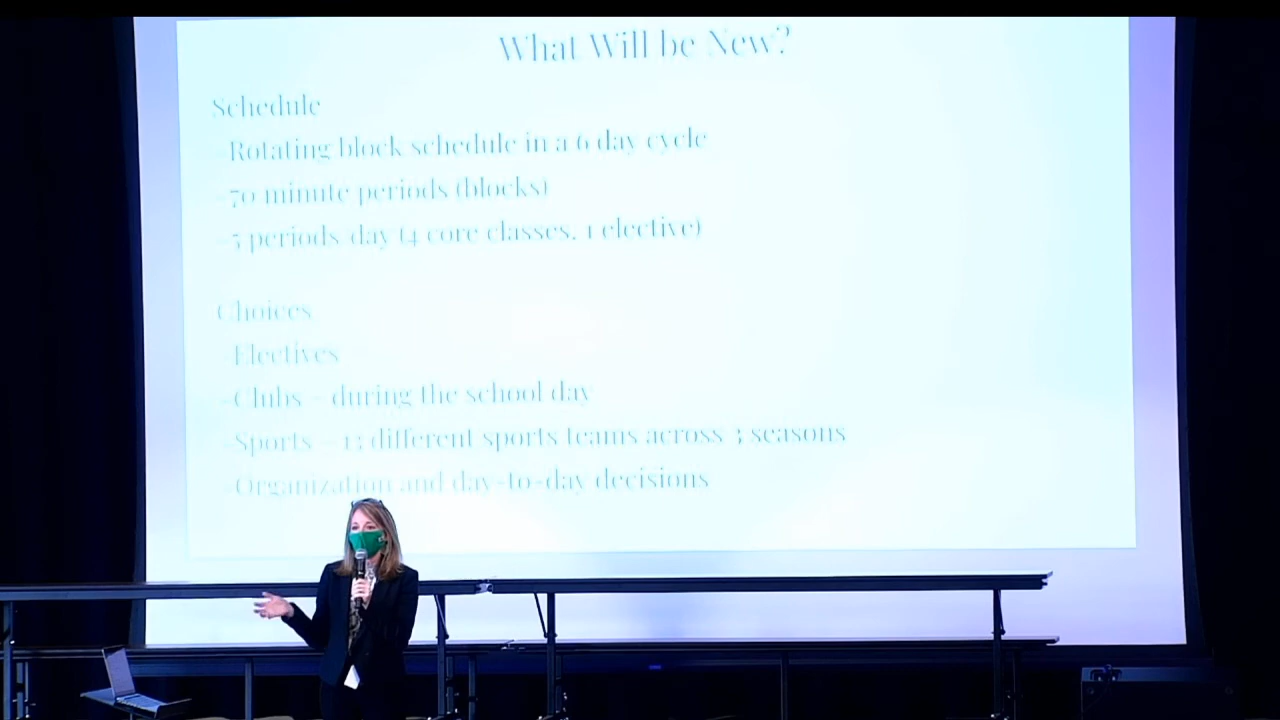 What Will be New?
Schedule
-Rotating block schedule in a 6 day cycle
-70 minute periods (blocks)
-5 periods/day (4 core classes, 1 elective)
Choices
-Electives
-Clubs – during the school day
-Sports – 13 different sports teams across 3 seasons
-Organization and day-to-day decisions